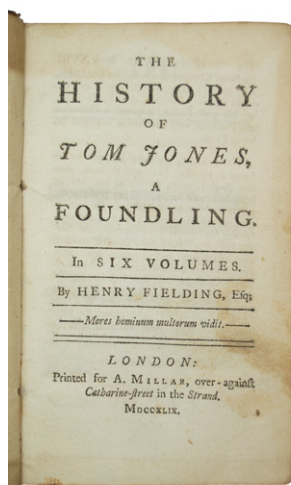 THE
HISTORY
OF
TOM JONES,
A
FOUNDLING.
In SIX VOLUMES.
By HENRY FIELDING, Eſq;
——Mores hominum multorum vidit.——
LONDON:
Printed for A. MILLAR, over-againſt
Catharine-ſtreet in the Strand.
MDCCXLIX.